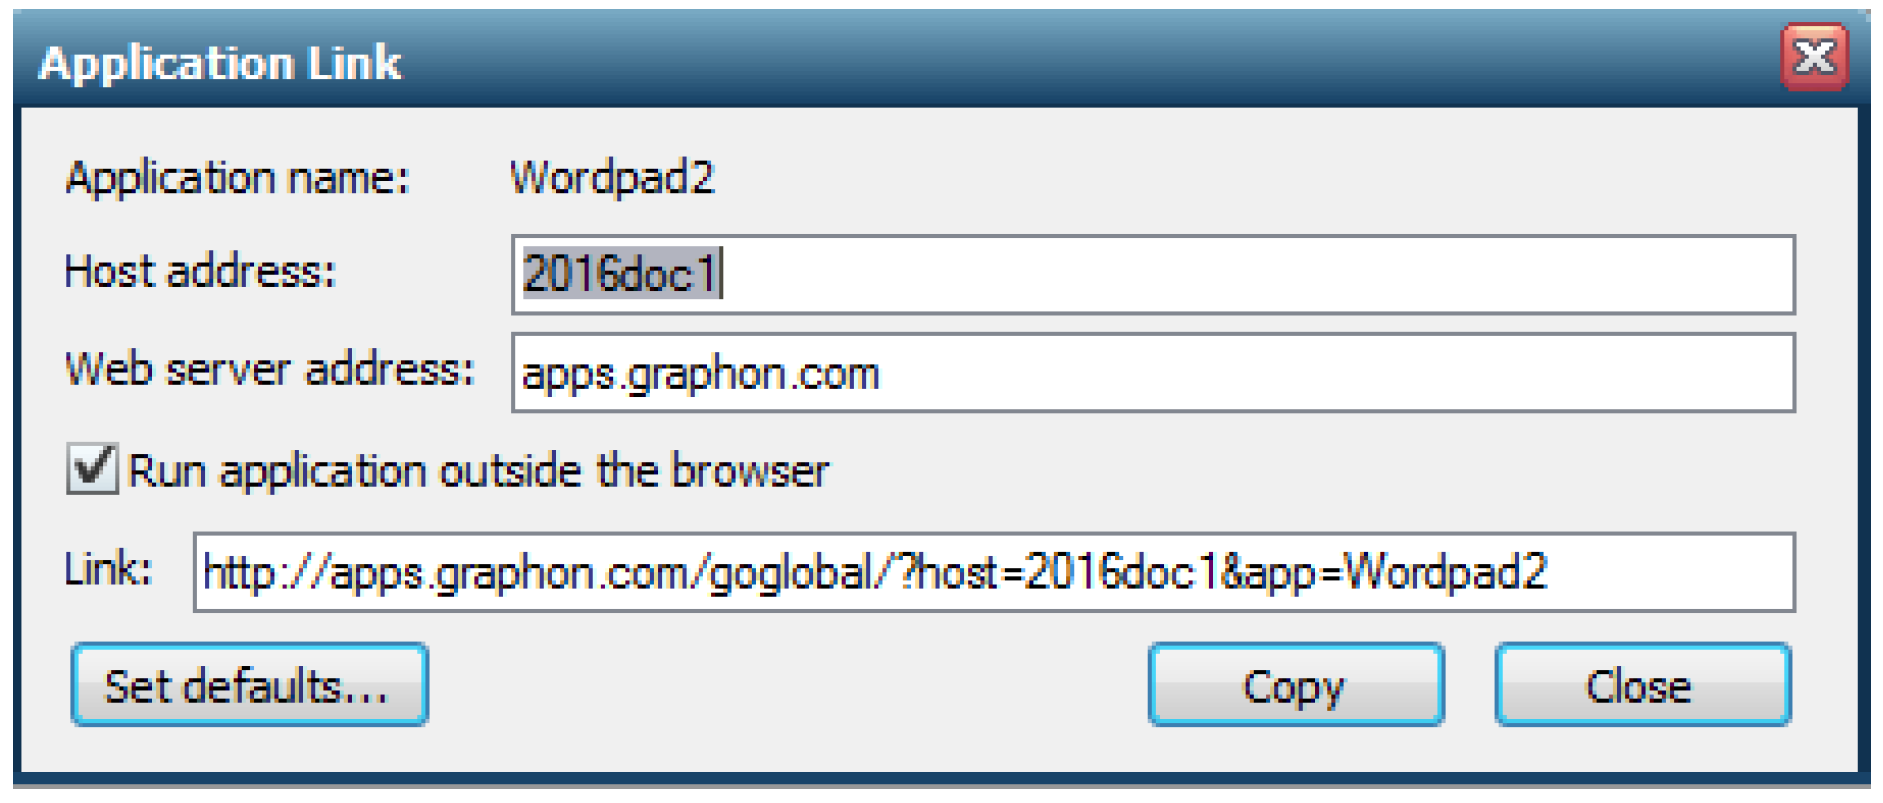 Application Link
Application name: Wordpad2
Host address: 2016doc1
Web server address: apps.graphon.com
Run application outside the browser
Link: http://apps.graphon.com/goglobal/?host=2016doc1&app=Wordpad2
Set defaults... Copy Close